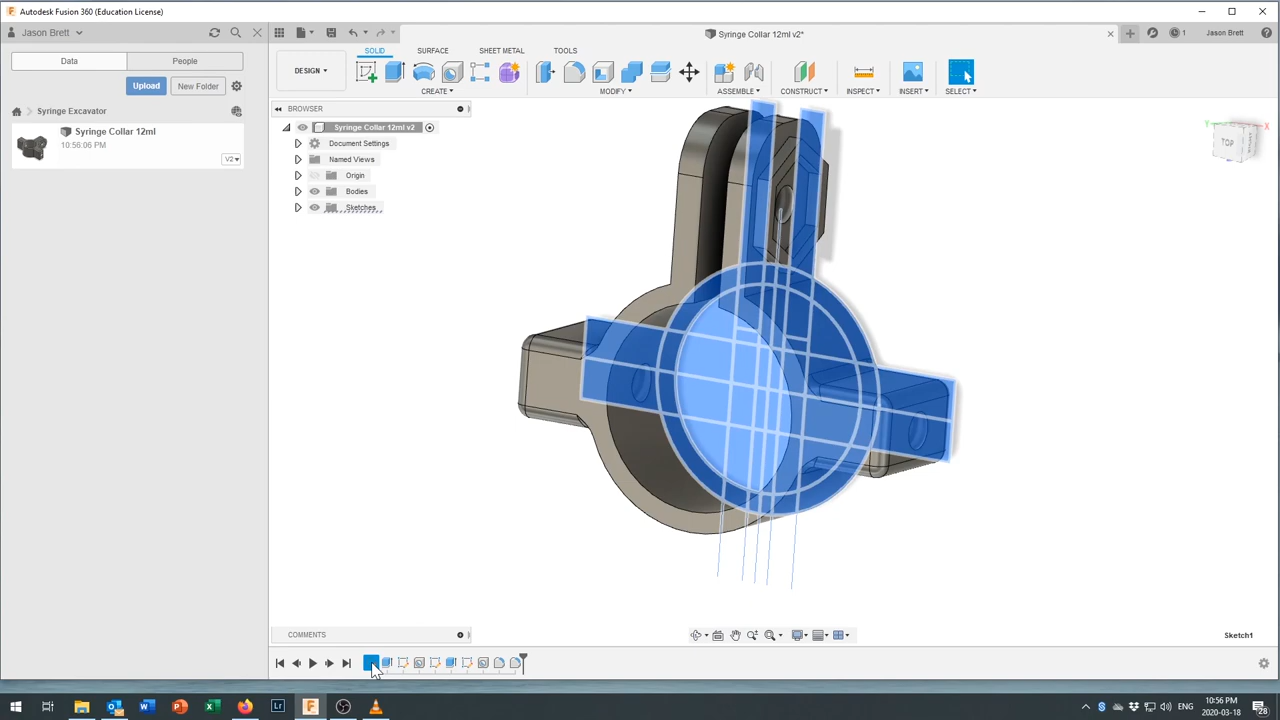 Autodesk Fusion 360 (Education License)
Jason Brett
Syringe Collar 12ml v2*
1
Jason Brett
Data
People
SOLID
SURFACE
SHEET METAL
TOOLS
Upload
New Folder
DESIGN
CREATE
MODIFY
ASSEMBLE
CONSTRUCT
INSPECT
INSERT
SELECT
Syringe Excavator
BROWSER
Syringe Collar 12ml
10:56:06 PM
V2
Syringe Collar 12ml v2
Document Settings
Named Views
Origin
Bodies
Sketches
Y
X
TOP
COMMENTS
Sketch1
Lr
ENG
10:56 PM
2020-03-18
28